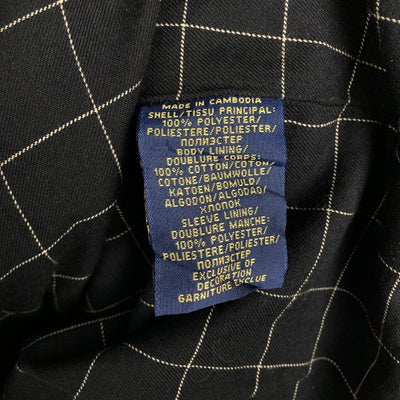 MADE IN CAMBODIA
SHELL/TISSU PRINCIPAL:
100% POLYESTER/
POLIESTERE/POLIESTER/
ПОЛИЭСТЕР
BODY LINING/
DOUBLURE CORPS:
100% COTTON/COTON/
COTONE/BAUMWOLLE/
KATOEN/BOMULD/
ALGODON/ALGODAO/
ХЛОПОК
SLEEVE LINING/
DOUBLURE MANCHE:
100% POLYESTER/
POLIESTERE/POLIESTER/
ПОЛИЭСТЕР
EXCLUSIVE OF
DECORATION
GARNITURE EXCLUE